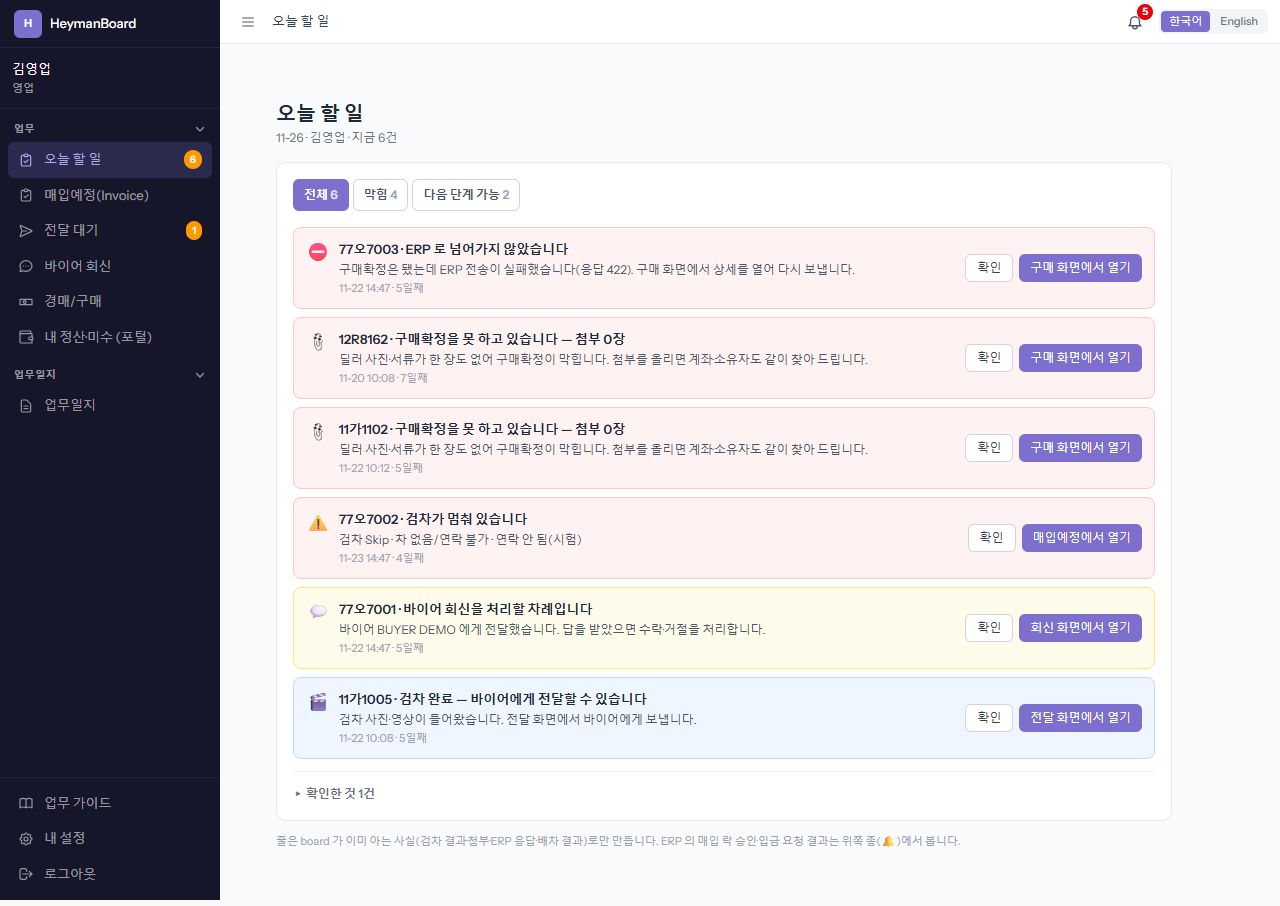 H HeymanBoard
김영업
영업
업무
오늘 할 일 6
매입예정(Invoice)
전달 대기 1
바이어 회신
경매/구매
내 정산·미수 (포털)
업무일지
업무일지
업무 가이드
내 설정
로그아웃
오늘 할 일
5
한국어 English
오늘 할 일
11-26 · 김영업 · 지금 6건
전체 6 막힘 4 다음 단계 가능 2
77오7003 · ERP 로 넘어가지 않았습니다
구매확정은 됐는데 ERP 전송이 실패했습니다(응답 422). 구매 화면에서 상세를 열어 다시 보냅니다.
11-22 14:47 · 5일째
확인 구매 화면에서 열기
12R8162 · 구매확정을 못 하고 있습니다 — 첨부 0장
딜러 사진·서류가 한 장도 없어 구매확정이 막힙니다. 첨부를 올리면 계좌·소유자도 같이 찾아 드립니다.
11-20 10:08 · 7일째
확인 구매 화면에서 열기
11가1102 · 구매확정을 못 하고 있습니다 — 첨부 0장
딜러 사진·서류가 한 장도 없어 구매확정이 막힙니다. 첨부를 올리면 계좌·소유자도 같이 찾아 드립니다.
11-22 10:12 · 5일째
확인 구매 화면에서 열기
77오7002 · 검차가 멈춰 있습니다
검차 Skip · 차 없음/연락 불가 · 연락 안 됨(시험)
11-23 14:47 · 4일째
확인 매입예정에서 열기
77오7001 · 바이어 회신을 처리할 차례입니다
바이어 BUYER DEMO 에게 전달했습니다. 답을 받았으면 수락·거절을 처리합니다.
11-22 14:47 · 5일째
확인 회신 화면에서 열기
11가1005 · 검차 완료 — 바이어에게 전달할 수 있습니다
검차 사진·영상이 들어왔습니다. 전달 화면에서 바이어에게 보냅니다.
11-22 10:08 · 5일째
확인 전달 화면에서 열기
▸ 확인한 것 1건
줄은 board 가 이미 아는 사실(검차 결과·첨부·ERP 응답·배차 결과)로만 만듭니다. ERP 의 매입 락 승인·입금 요청 결과는 위쪽 종(🔔)에서 봅니다.